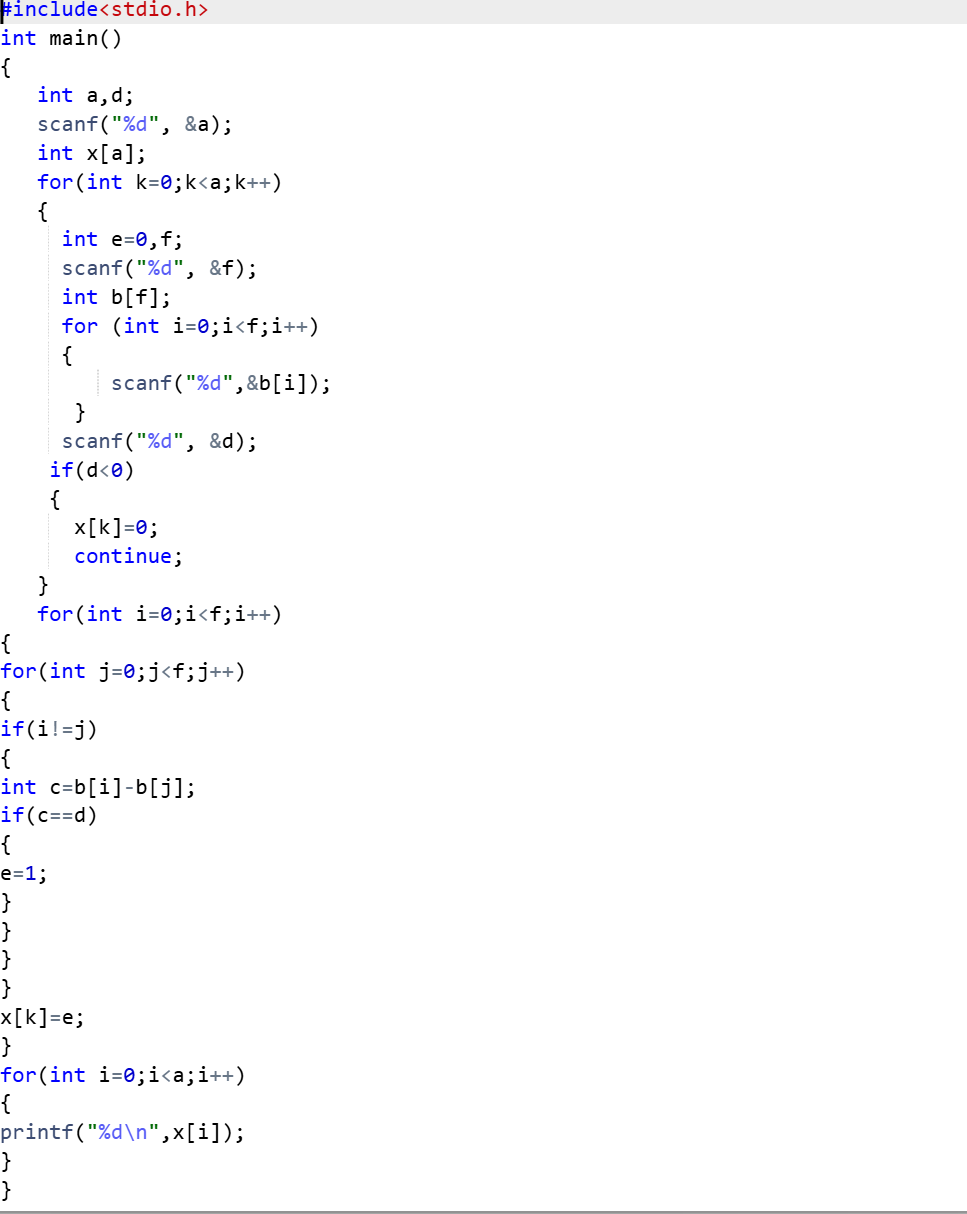 #include<stdio.h>
int main()
{
   int a,d;
   scanf("%d", &a);
   int x[a];
   for(int k=0;k<a;k++)
   {
     int e=0,f;
     scanf("%d", &f);
     int b[f];
     for (int i=0;i<f;i++)
     {
         scanf("%d",&b[i]);
      }
     scanf("%d", &d);
    if(d<0)
    {
      x[k]=0;
      continue;
   }
   for(int i=0;i<f;i++)
{
for(int j=0;j<f;j++)
{
if(i!=j)
{
int c=b[i]-b[j];
if(c==d)
{
e=1;
}
}
}
}
x[k]=e;
}
for(int i=0;i<a;i++)
{
printf("%d\n",x[i]);
}
}